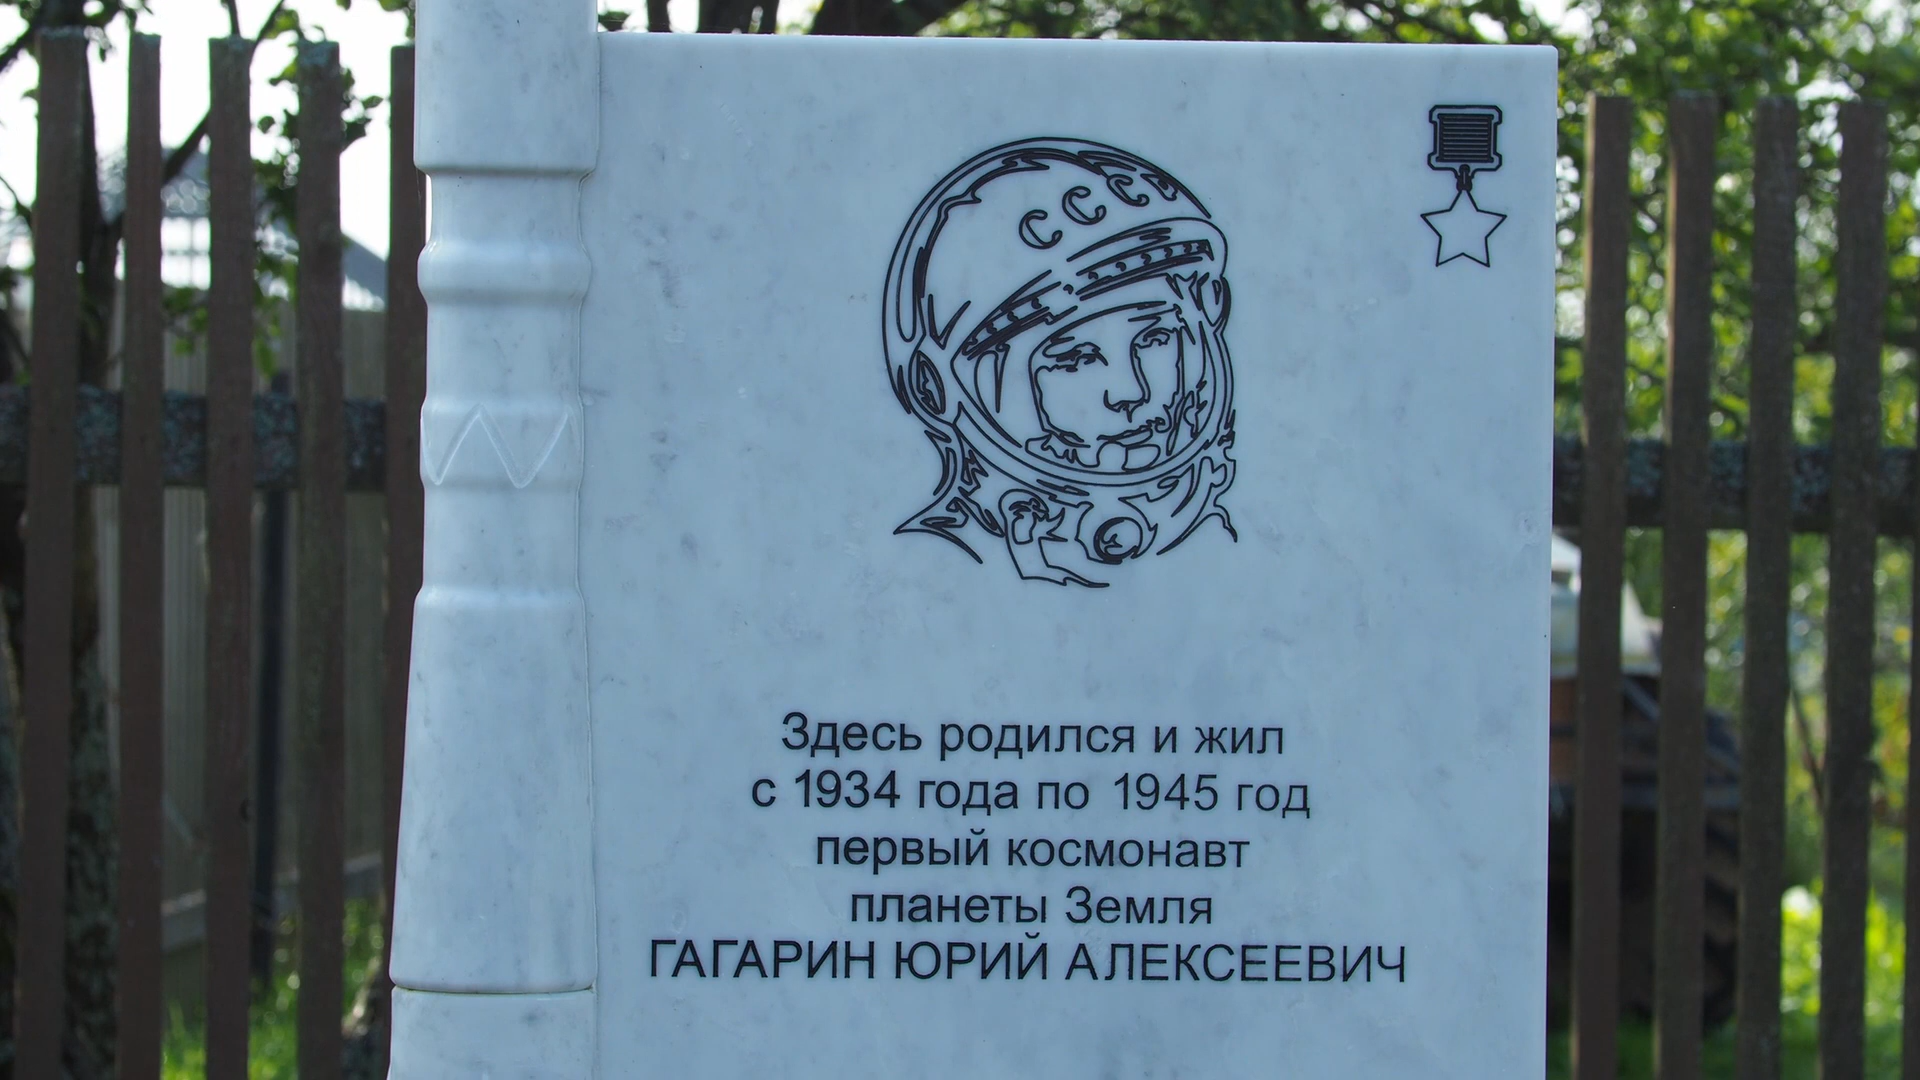 СССР
Здесь родился и жил
с 1934 года по 1945 год
первый космонавт
планеты Земля
ГАГАРИН ЮРИЙ АЛЕКСЕЕВИЧ